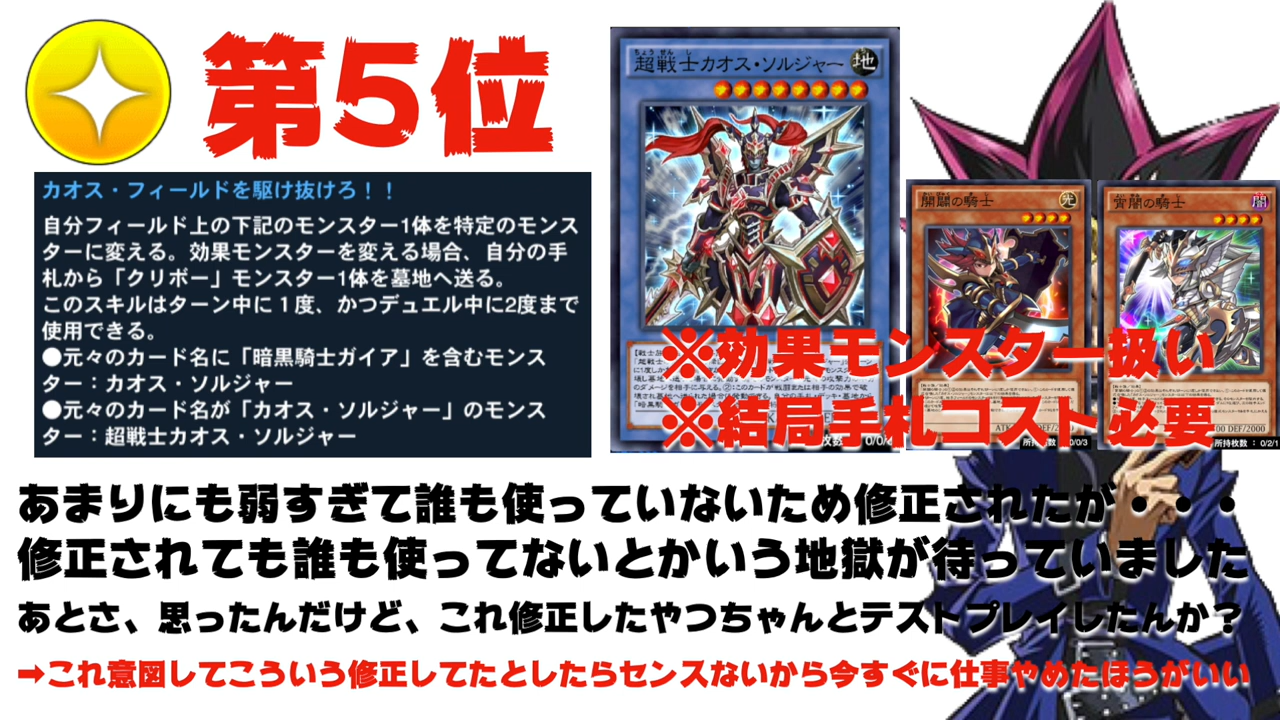 第5位
カオス・フィールドを駆け抜けろ！！
自分フィールド上の下記のモンスター1体を特定のモンス
ターに変える。効果モンスターを変える場合、自分の手
札から「クリボー」モンスター1体を墓地へ送る。
このスキルはターン中に１度、かつデュエル中に2度まで
使用できる。
●元々のカード名に「暗黒騎士ガイア」を含むモンス
ター：カオス・ソルジャー
●元々のカード名が「カオス・ソルジャー」のモンス
ター：超戦士カオス・ソルジャー
ちょう せん し
超戦士カオス・ソルジャー
地
開闢の騎士
光
宵闇の騎士
闇
※効果モンスター扱い
※結局手札コスト必要
所持枚数 ： 0/2/1
あまりにも弱すぎて誰も使っていないため修正されたが・・・
修正されても誰も使ってないとかいう地獄が待っていました
あとさ、思ったんだけど、これ修正したやつちゃんとテストプレイしたんか？
➡これ意図してこういう修正してたとしたらセンスないから今すぐに仕事やめたほうがいい